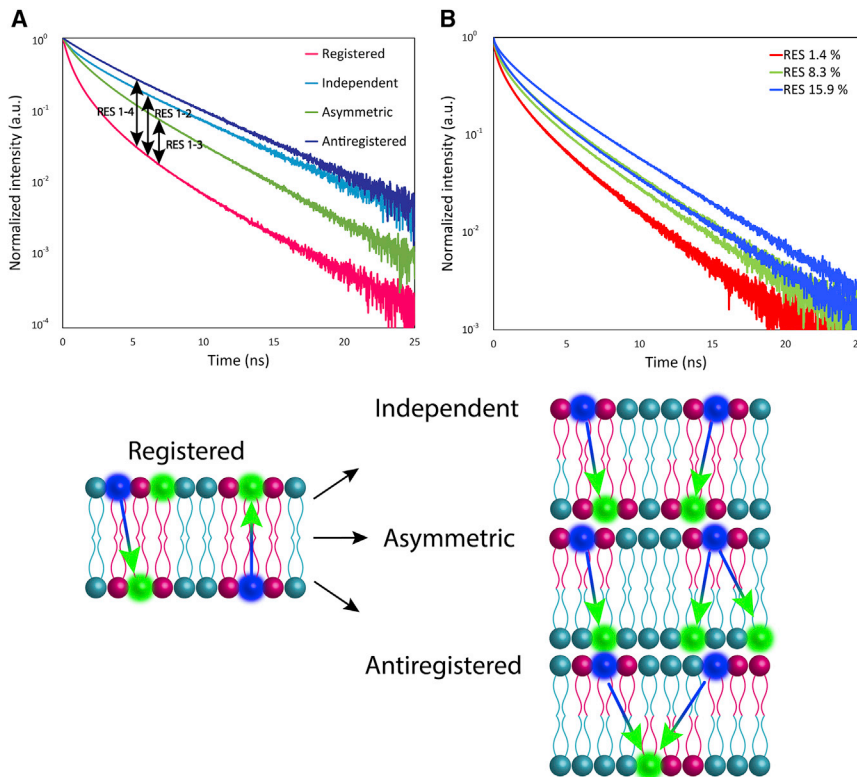 A
Normalized intensity (a.u.)
10^0
10^-1
10^-2
10^-3
10^-4
0
5
10
15
20
25
Time (ns)
Registered
Independent
Asymmetric
Antiregistered
RES 1-4
RES 1-2
RES 1-3
B
Normalized intensity (a.u.)
10^0
10^-1
10^-2
10^-3
0
5
10
15
20
Time (ns)
RES 1.4 %
RES 8.3 %
RES 15.9 %
Registered
Independent
Asymmetric
Antiregistered